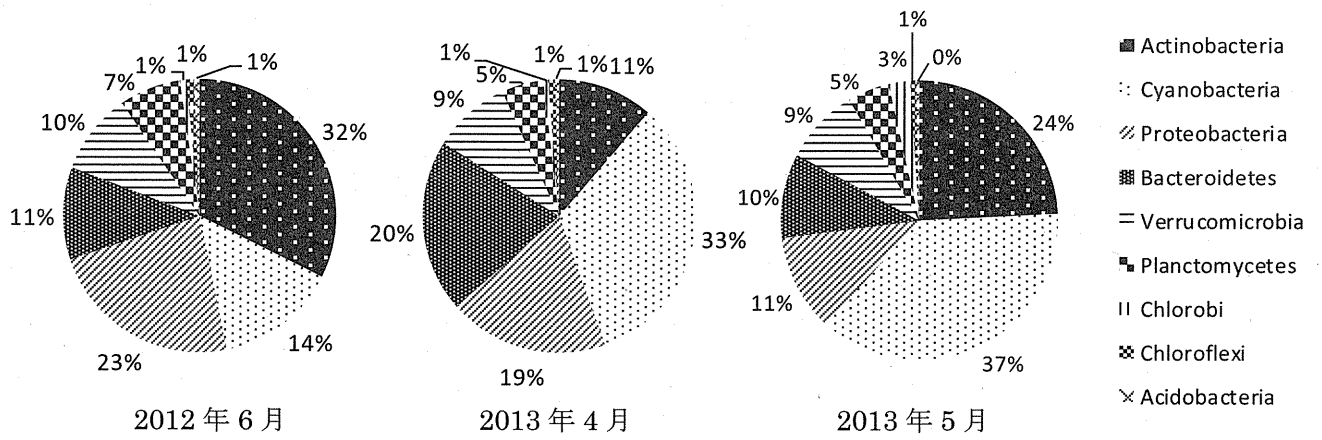 1% 1% 1%
7%
10%
32%
11%
23%
14%
2012 年 6 月
1% 1% 1% 11%
5%
9%
20%
33%
19%
2013 年 4 月
1%
3% 0%
5%
9%
24%
10%
11%
37%
2013 年 5 月
Actinobacteria
Cyanobacteria
Proteobacteria
Bacteroidetes
Verrucomicrobia
Planctomycetes
Chlorobi
Chloroflexi
Acidobacteria